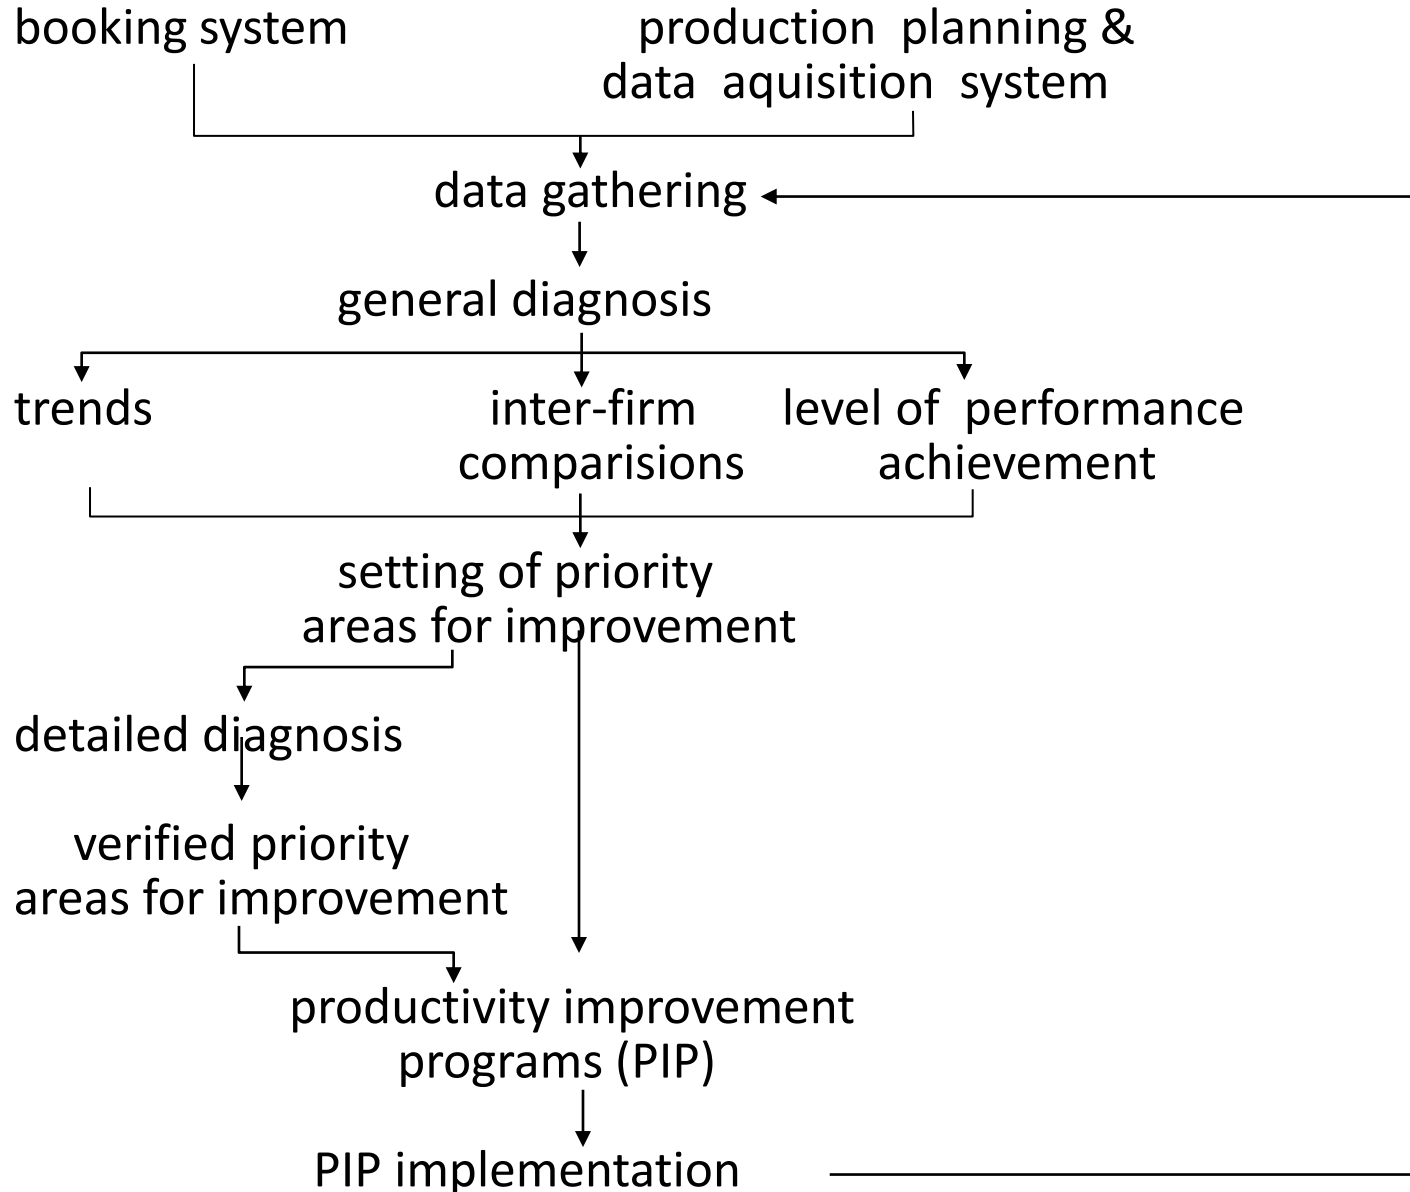 booking system
production planning &
data aquisition system
data gathering
general diagnosis
trends
inter-firm
comparisions
level of performance
achievement
setting of priority
areas for improvement
detailed diagnosis
verified priority
areas for improvement
productivity improvement
programs (PIP)
PIP implementation